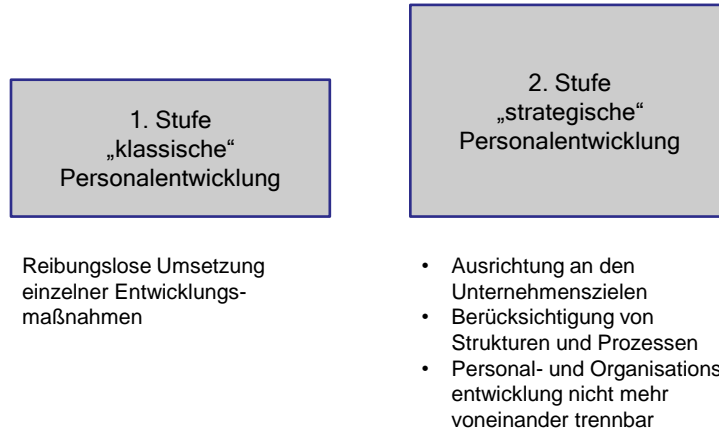 1. Stufe
„klassische“
Personalentwicklung
Reibungslose Umsetzung
einzelner Entwicklungs-
maßnahmen
2. Stufe
„strategische“
Personalentwicklung
• Ausrichtung an den
Unternehmenszielen
• Berücksichtigung von
Strukturen und Prozessen
• Personal- und Organisations
entwicklung nicht mehr
voneinander trennbar